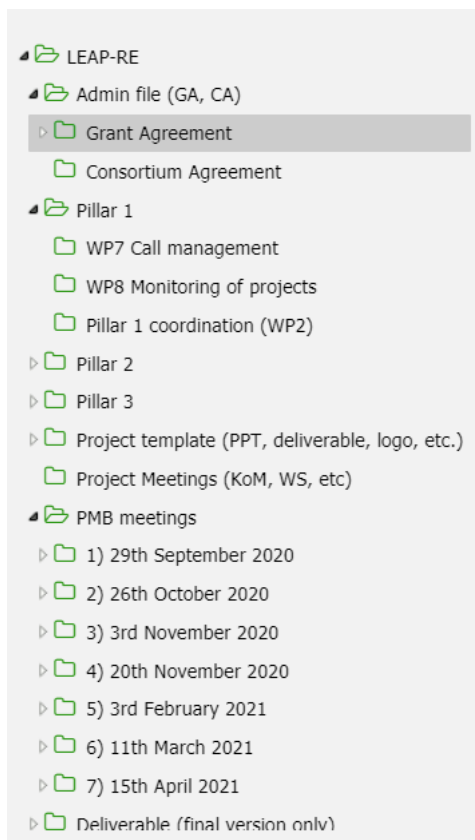 LEAP-RE
Admin file (GA, CA)
Grant Agreement
Consortium Agreement
Pillar 1
WP7 Call management
WP8 Monitoring of projects
Pillar 1 coordination (WP2)
Pillar 2
Pillar 3
Project template (PPT, deliverable, logo, etc.)
Project Meetings (KoM, WS, etc)
PMB meetings
1) 29th September 2020
2) 26th October 2020
3) 3rd November 2020
4) 20th November 2020
5) 3rd February 2021
6) 11th March 2021
7) 15th April 2021
Deliverable (final version only)